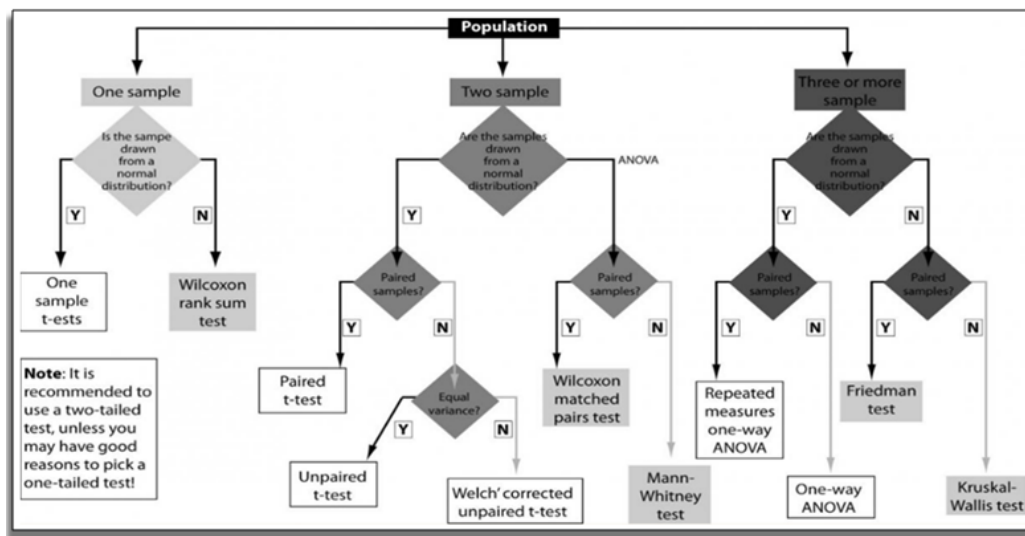 Population
One sample
Two sample
Three or more
sample
Is the sampe
drawn
from a
normal
distribution?
Are the samples
drawn
from a
normal
distribution?
Are the samples
drawn
from a
normal
distribution?
ANOVA
Y
N
Y
Y
N
One
sample
t-ests
Wilcoxon
rank sum
test
Paired
samples?
Paired
samples?
Paired
samples?
Paired
samples?
Y
N
Y
N
Y
N
Y
N
Note: It is
recommended to
use a two-tailed
test, unless you
may have good
reasons to pick a
one-tailed test!
Paired
t-test
Equal
variance?
Wilcoxon
matched
pairs test
Repeated
measures
one-way
ANOVA
Friedman
test
Y
N
Unpaired
t-test
Welch' corrected
unpaired t-test
Mann-
Whitney
test
One-way
ANOVA
Kruskal-
Wallis test